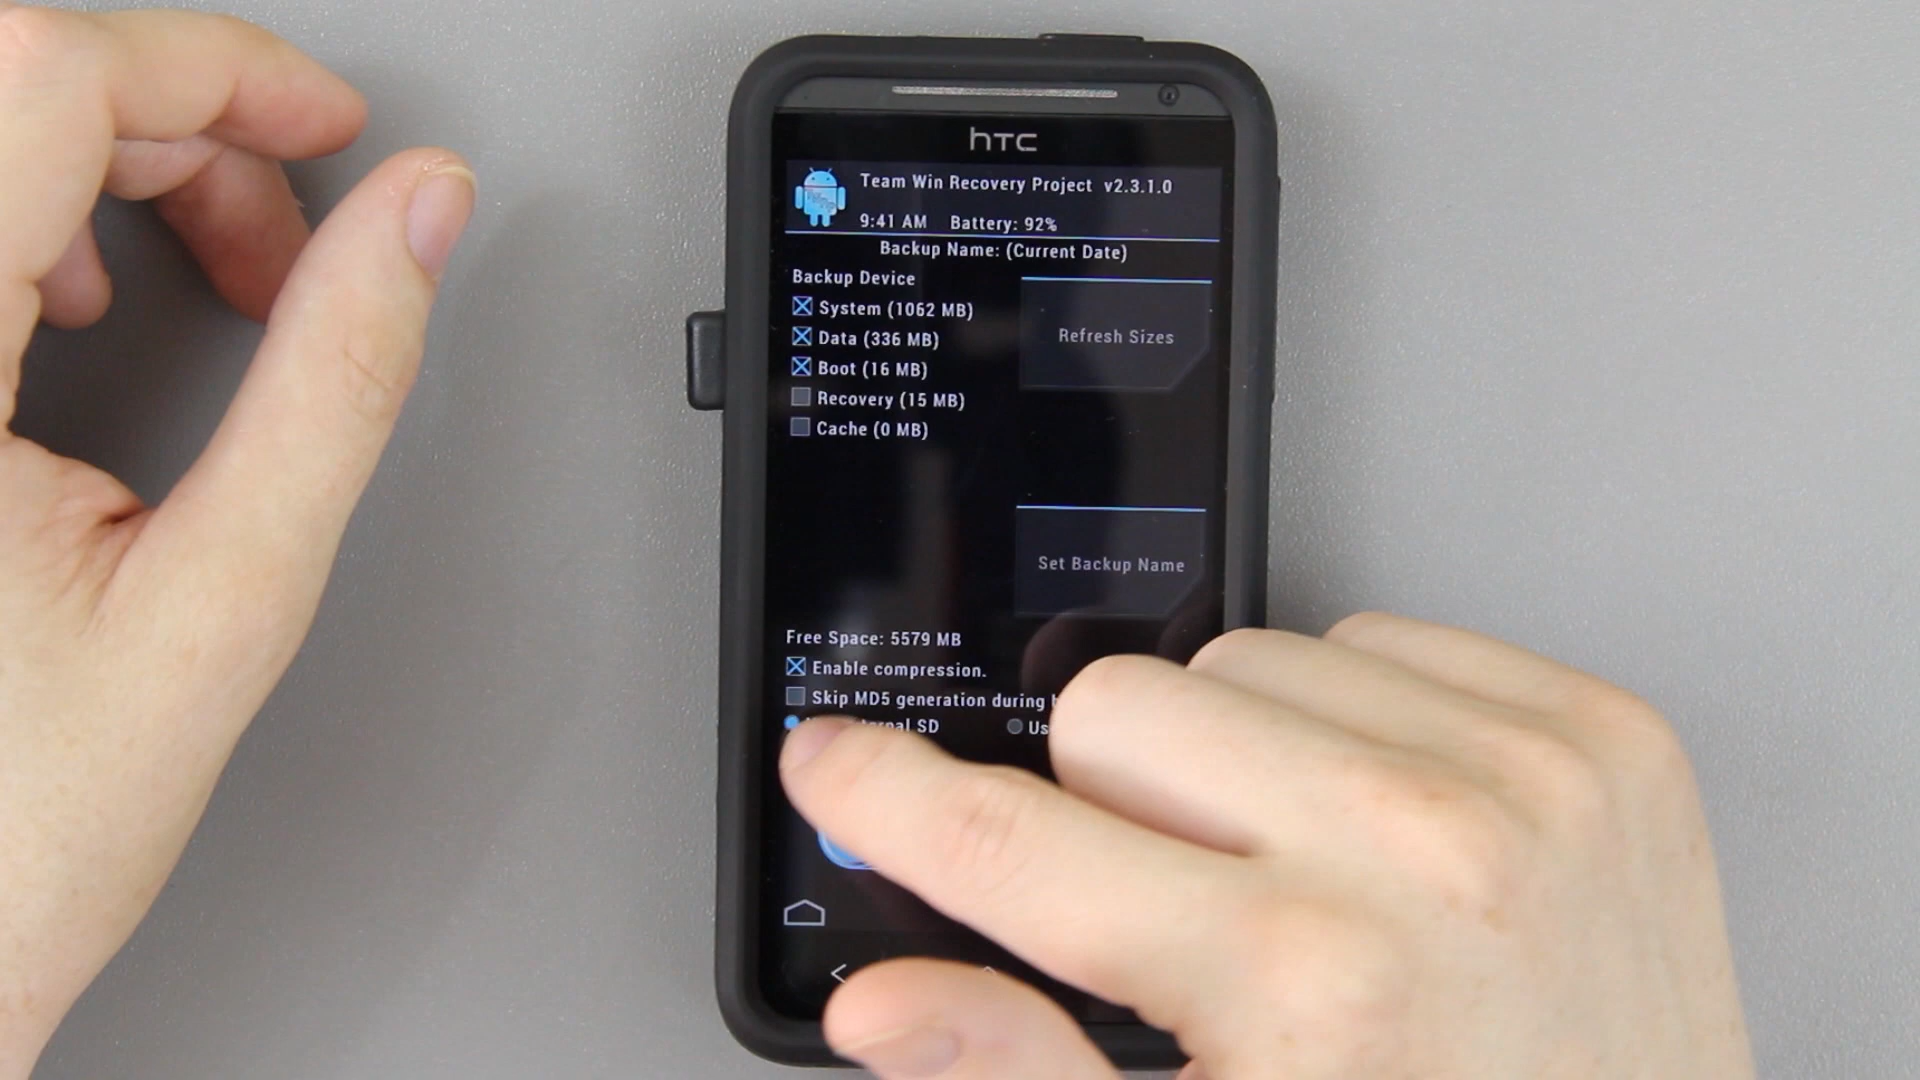 hTC
Team Win Recovery Project v2.3.1.0
9:41 AM Battery: 92%
Backup Name: (Current Date)
Backup Device
System (1062 MB)
Data (336 MB)
Boot (16 MB)
Recovery (15 MB)
Cache (0 MB)
Refresh Sizes
Set Backup Name
Free Space: 5579 MB
Enable compression.
Skip MD5 generation during
SD